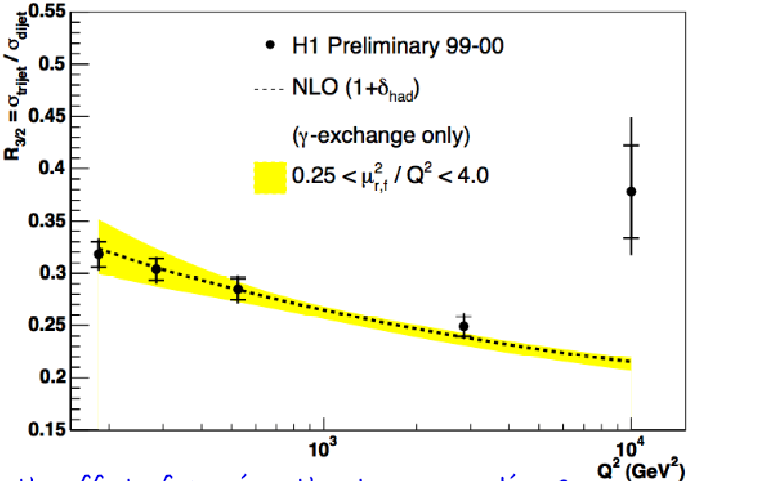 0.55
0.5
0.45
0.4
0.35
0.3
0.25
0.2
0.15
R3/2 = σtrijet / σdijet
H1 Preliminary 99-00
NLO (1+δhad)
(γ-exchange only)
0.25 < μ²r,f / Q² < 4.0
10³
10⁴
Q² (GeV²)